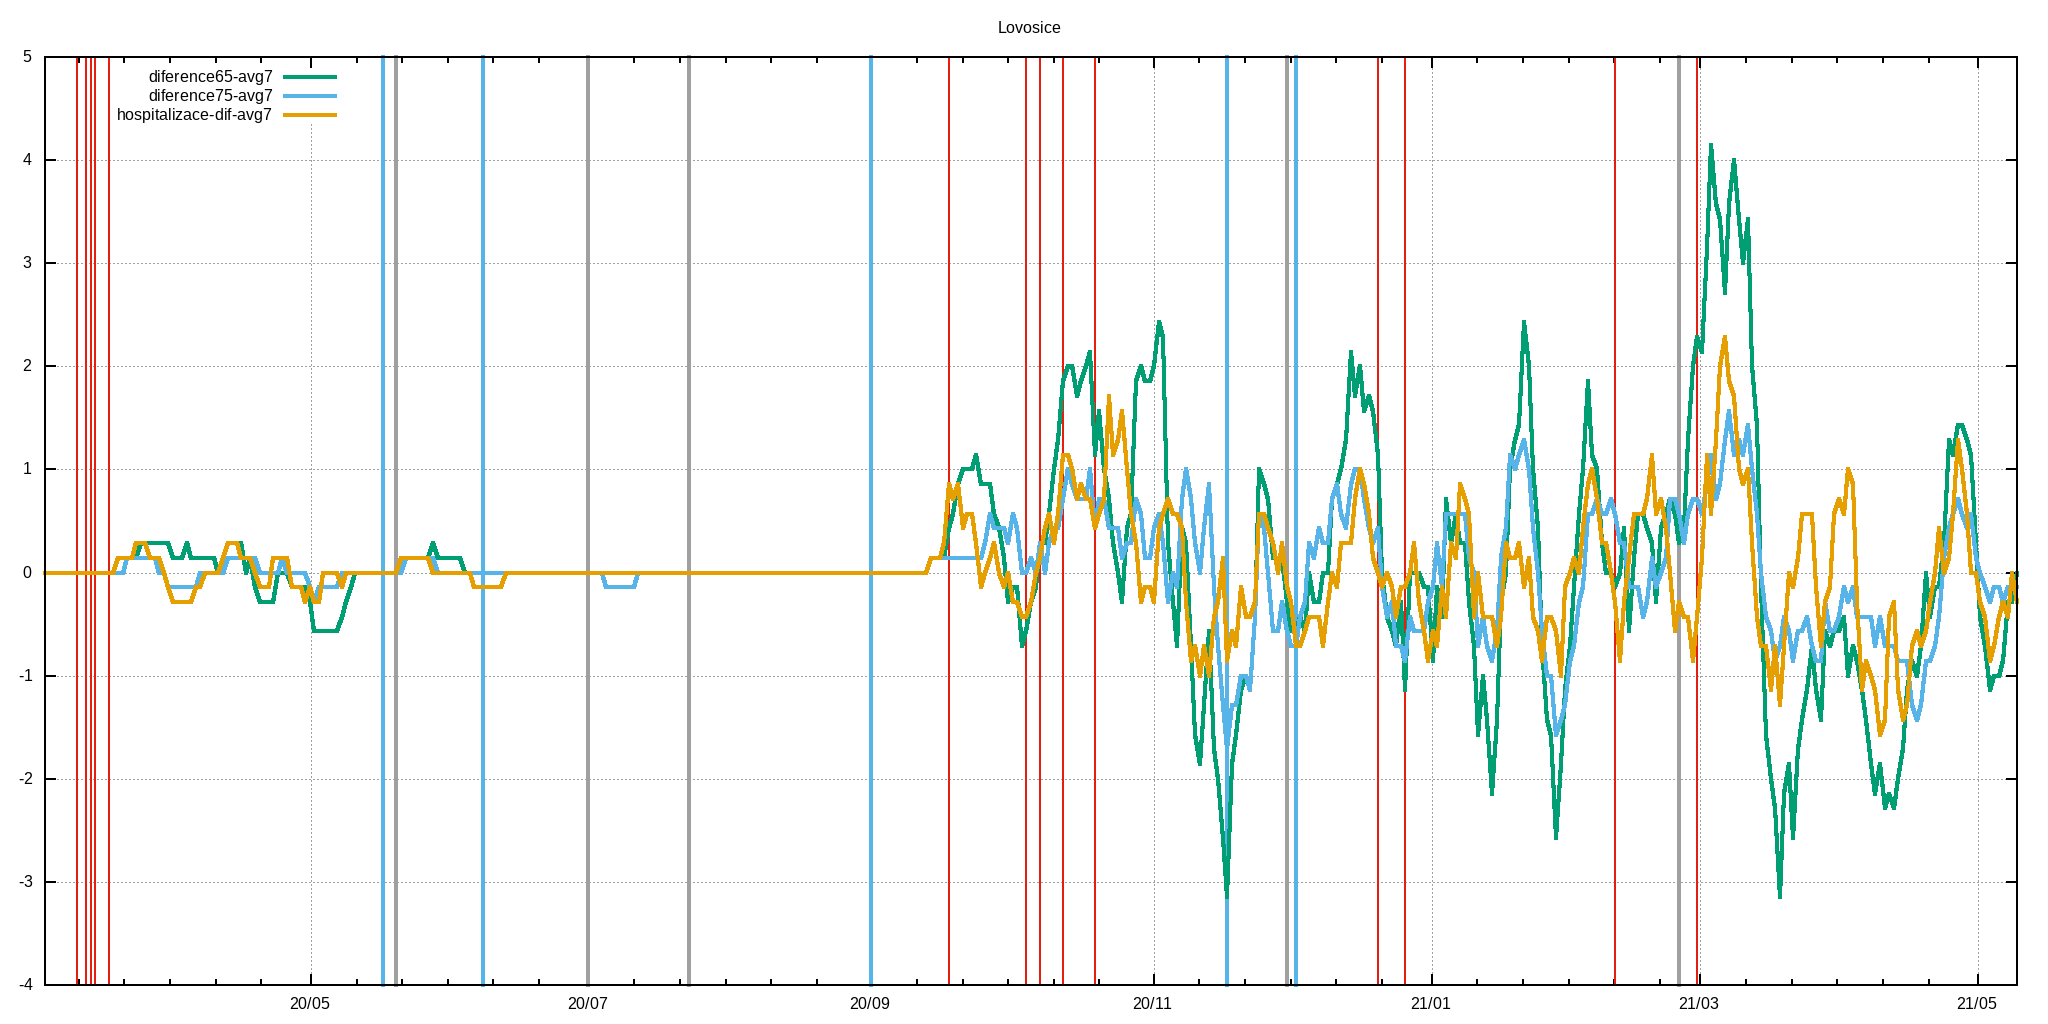 Lovosice
5
diference65-avg7
diference75-avg7
hospitalizace-dif-avg7
4
3
2
1
0
-1
-2
-3
-4
20/05 20/07 20/09 20/11 21/01 21/03 21/05